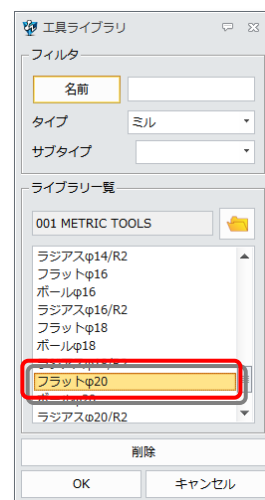 工具ライブラリ
フィルタ
名前
タイプ ミル
サブタイプ
ライブラリ一覧
001 METRIC TOOLS
ラジアスφ14/R2
フラットφ16
ボールφ16
ラジアスφ16/R2
フラットφ18
ボールφ18
フラットφ20
ラジアスφ20/R2
削除
OK キャンセル